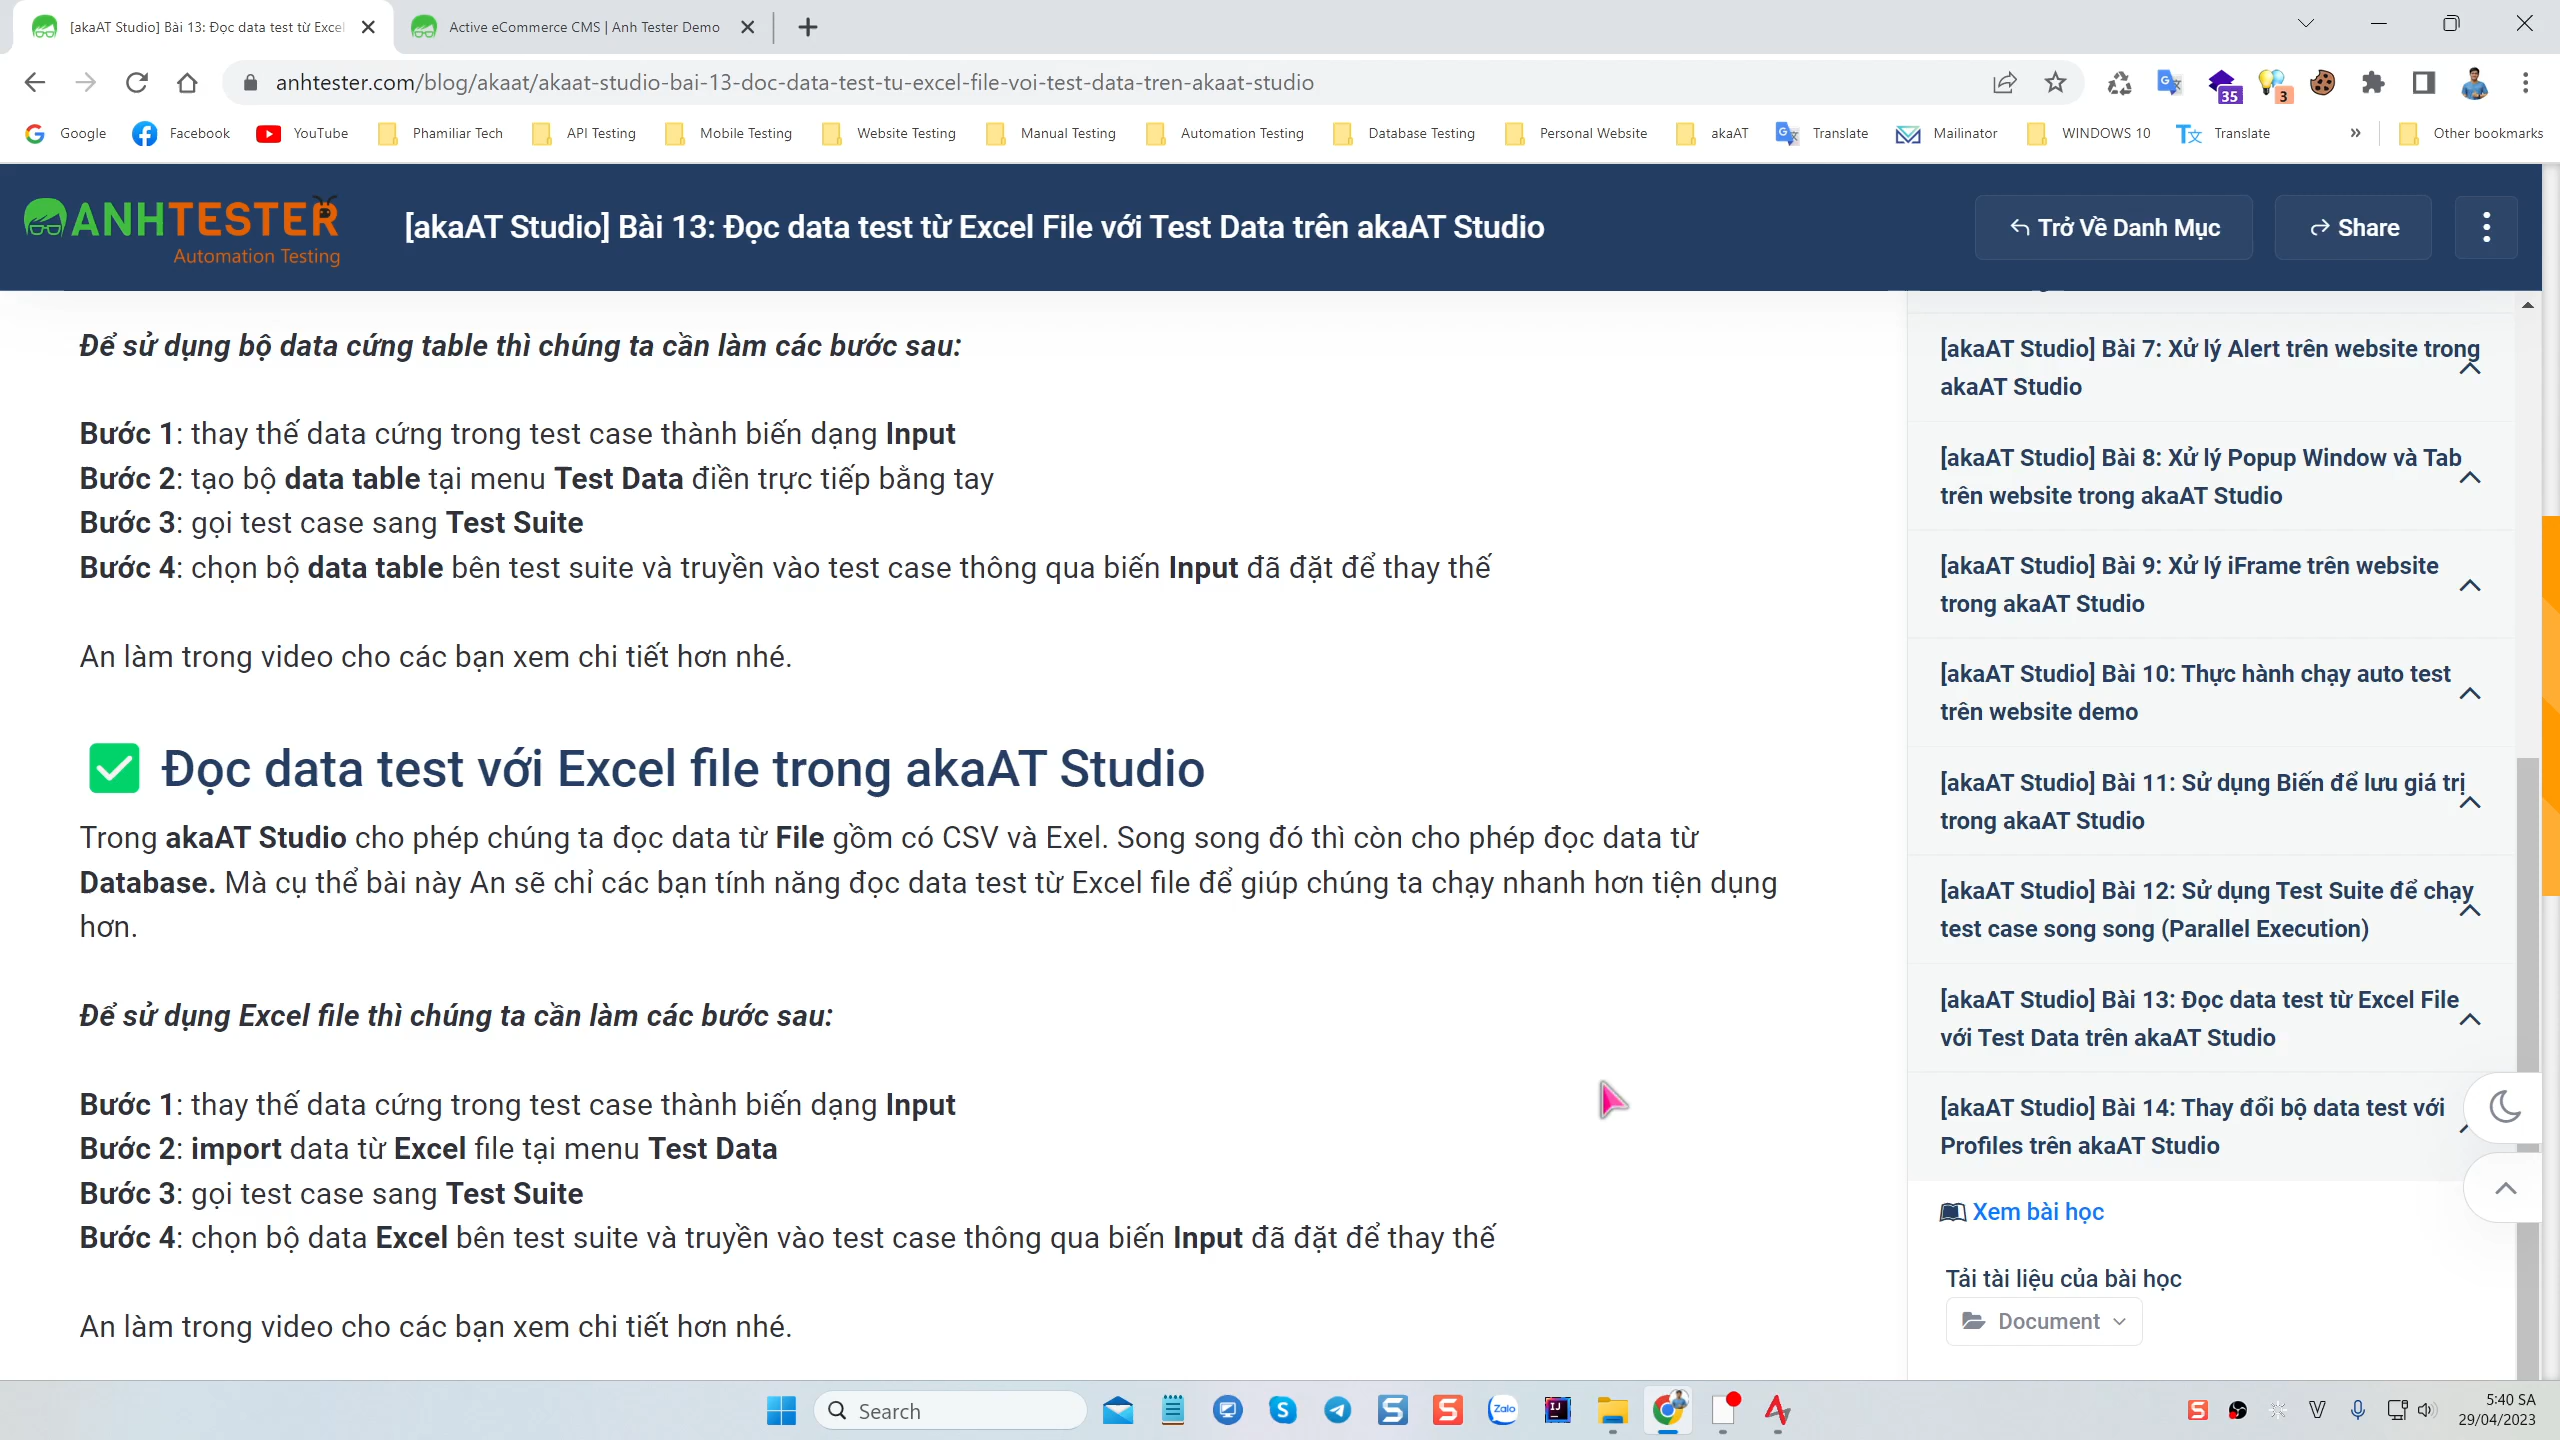 [akaAT Studio] Bài 13: Đọc data test từ Excel
Active eCommerce CMS | Anh Tester Demo
anhtester.com/blog/akaat/akaat-studio-bai-13-doc-data-test-tu-excel-file-voi-test-data-tren-akaat-studio
35
3
Google
Facebook
YouTube
Phamiliar Tech
API Testing
Mobile Testing
Website Testing
Manual Testing
Automation Testing
Database Testing
Personal Website
akaAT
Translate
Mailinator
WINDOWS 10
Translate
»
Other bookmarks
ANHTESTER
Automation Testing
[akaAT Studio] Bài 13: Đọc data test từ Excel File với Test Data trên akaAT Studio
Trở Về Danh Mục
Share
Để sử dụng bộ data cứng table thì chúng ta cần làm các bước sau:
Bước 1: thay thế data cứng trong test case thành biến dạng Input
Bước 2: tạo bộ data table tại menu Test Data điền trực tiếp bằng tay
Bước 3: gọi test case sang Test Suite
Bước 4: chọn bộ data table bên test suite và truyền vào test case thông qua biến Input đã đặt để thay thế
An làm trong video cho các bạn xem chi tiết hơn nhé.
Đọc data test với Excel file trong akaAT Studio
Trong akaAT Studio cho phép chúng ta đọc data từ File gồm có CSV và Exel. Song song đó thì còn cho phép đọc data từ
Database. Mà cụ thể bài này An sẽ chỉ các bạn tính năng đọc data test từ Excel file để giúp chúng ta chạy nhanh hơn tiện dụng
hơn.
Để sử dụng Excel file thì chúng ta cần làm các bước sau:
Bước 1: thay thế data cứng trong test case thành biến dạng Input
Bước 2: import data từ Excel file tại menu Test Data
Bước 3: gọi test case sang Test Suite
Bước 4: chọn bộ data Excel bên test suite và truyền vào test case thông qua biến Input đã đặt để thay thế
An làm trong video cho các bạn xem chi tiết hơn nhé.
[akaAT Studio] Bài 7: Xử lý Alert trên website trong
akaAT Studio
[akaAT Studio] Bài 8: Xử lý Popup Window và Tab
trên website trong akaAT Studio
[akaAT Studio] Bài 9: Xử lý iFrame trên website
trong akaAT Studio
[akaAT Studio] Bài 10: Thực hành chạy auto test
trên website demo
[akaAT Studio] Bài 11: Sử dụng Biến để lưu giá trị
trong akaAT Studio
[akaAT Studio] Bài 12: Sử dụng Test Suite để chạy
test case song song (Parallel Execution)
[akaAT Studio] Bài 13: Đọc data test từ Excel File
với Test Data trên akaAT Studio
[akaAT Studio] Bài 14: Thay đổi bộ data test với
Profiles trên akaAT Studio
Xem bài học
Tải tài liệu của bài học
Document
Search
Zalo
IJ
V
5:40 SA
29/04/2023